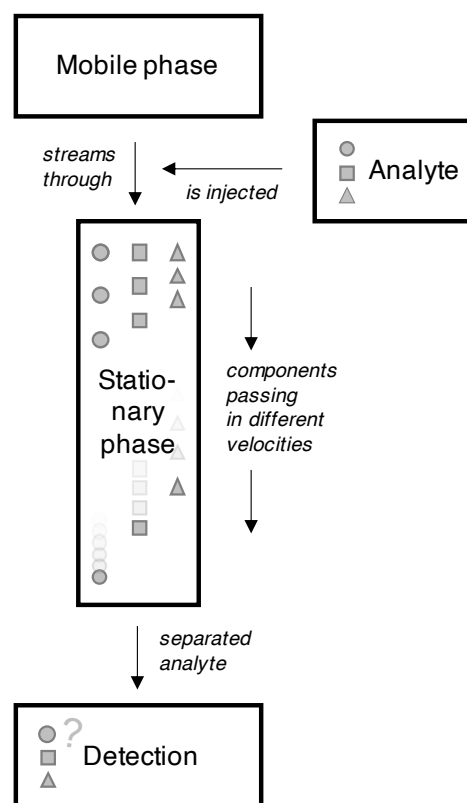 Mobile phase
streams
through
is injected
Analyte
Statio-
nary
phase
components
passing
in different
velocities
separated
analyte
?
Detection